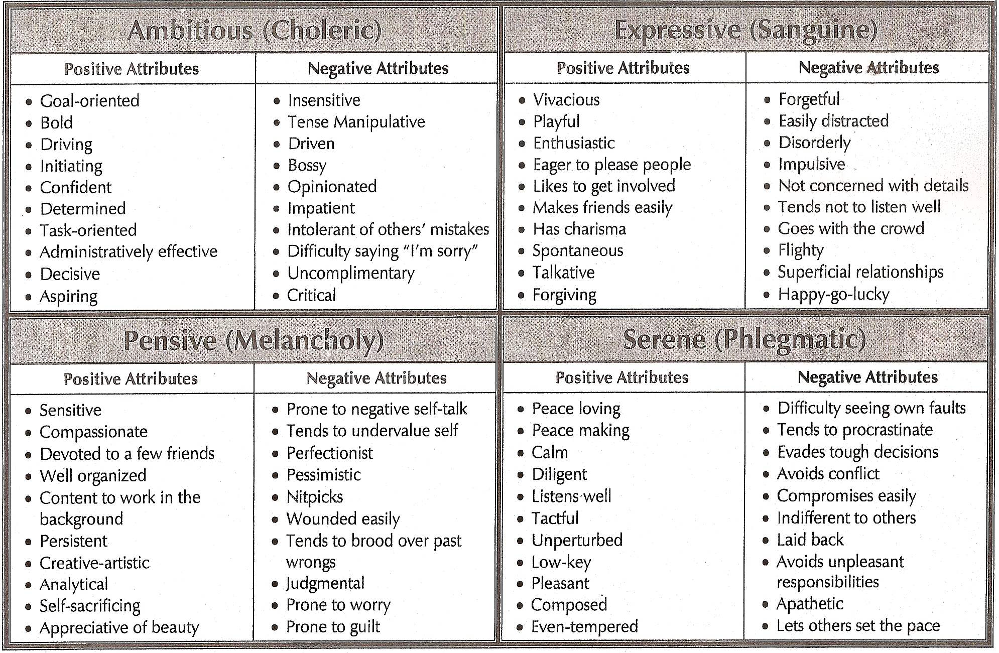 Ambitious (Choleric)
Positive Attributes
• Goal-oriented
• Bold
• Driving
• Initiating
• Confident
• Determined
• Task-oriented
• Administratively effective
• Decisive
• Aspiring
Negative Attributes
• Insensitive
• Tense Manipulative
• Driven
• Bossy
• Opinionated
• Impatient
• Intolerant of others' mistakes
• Difficulty saying "I'm sorry"
• Uncomplimentary
• Critical
Expressive (Sanguine)
Positive Attributes
• Vivacious
• Playful
• Enthusiastic
• Eager to please people
• Likes to get involved
• Makes friends easily
• Has charisma
• Spontaneous
• Talkative
• Forgiving
Negative Attributes
• Forgetful
• Easily distracted
• Disorderly
• Impulsive
• Not concerned with details
• Tends not to listen well
• Goes with the crowd
• Flighty
• Superficial relationships
• Happy-go-lucky
Pensive (Melancholy)
Positive Attributes
• Sensitive
• Compassionate
• Devoted to a few friends
• Well organized
• Content to work in the
background
• Persistent
• Creative-artistic
• Analytical
• Self-sacrificing
• Appreciative of beauty
Negative Attributes
• Prone to negative self-talk
• Tends to undervalue self
• Perfectionist
• Pessimistic
• Nitpicks
• Wounded easily
• Tends to brood over past
wrongs
• Judgmental
• Prone to worry
• Prone to guilt
Serene (Phlegmatic)
Positive Attributes
• Peace loving
• Peace making
• Calm
• Diligent
• Listens well
• Tactful
• Unperturbed
• Low-key
• Pleasant
• Composed
• Even-tempered
Negative Attributes
• Difficulty seeing own faults
• Tends to procrastinate
• Evades tough decisions
• Avoids conflict
• Compromises easily
• Indifferent to others
• Laid back
• Avoids unpleasant
responsibilities
• Apathetic
• Lets others set the pace